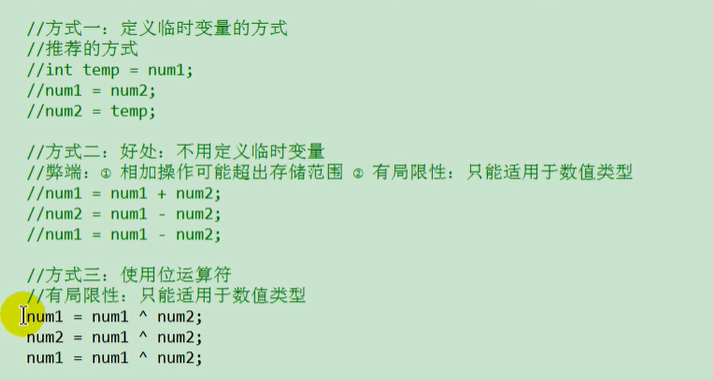 //方式一：定义临时变量的方式
//推荐的方式
//int temp = num1;
//num1 = num2;
//num2 = temp;
//方式二：好处：不用定义临时变量
//弊端：① 相加操作可能超出存储范围 ② 有局限性：只能适用于数值类型
//num1 = num1 + num2;
//num2 = num1 - num2;
//num1 = num1 - num2;
//方式三：使用位运算符
//有局限性：只能适用于数值类型
num1 = num1 ^ num2;
num2 = num1 ^ num2;
num1 = num1 ^ num2;